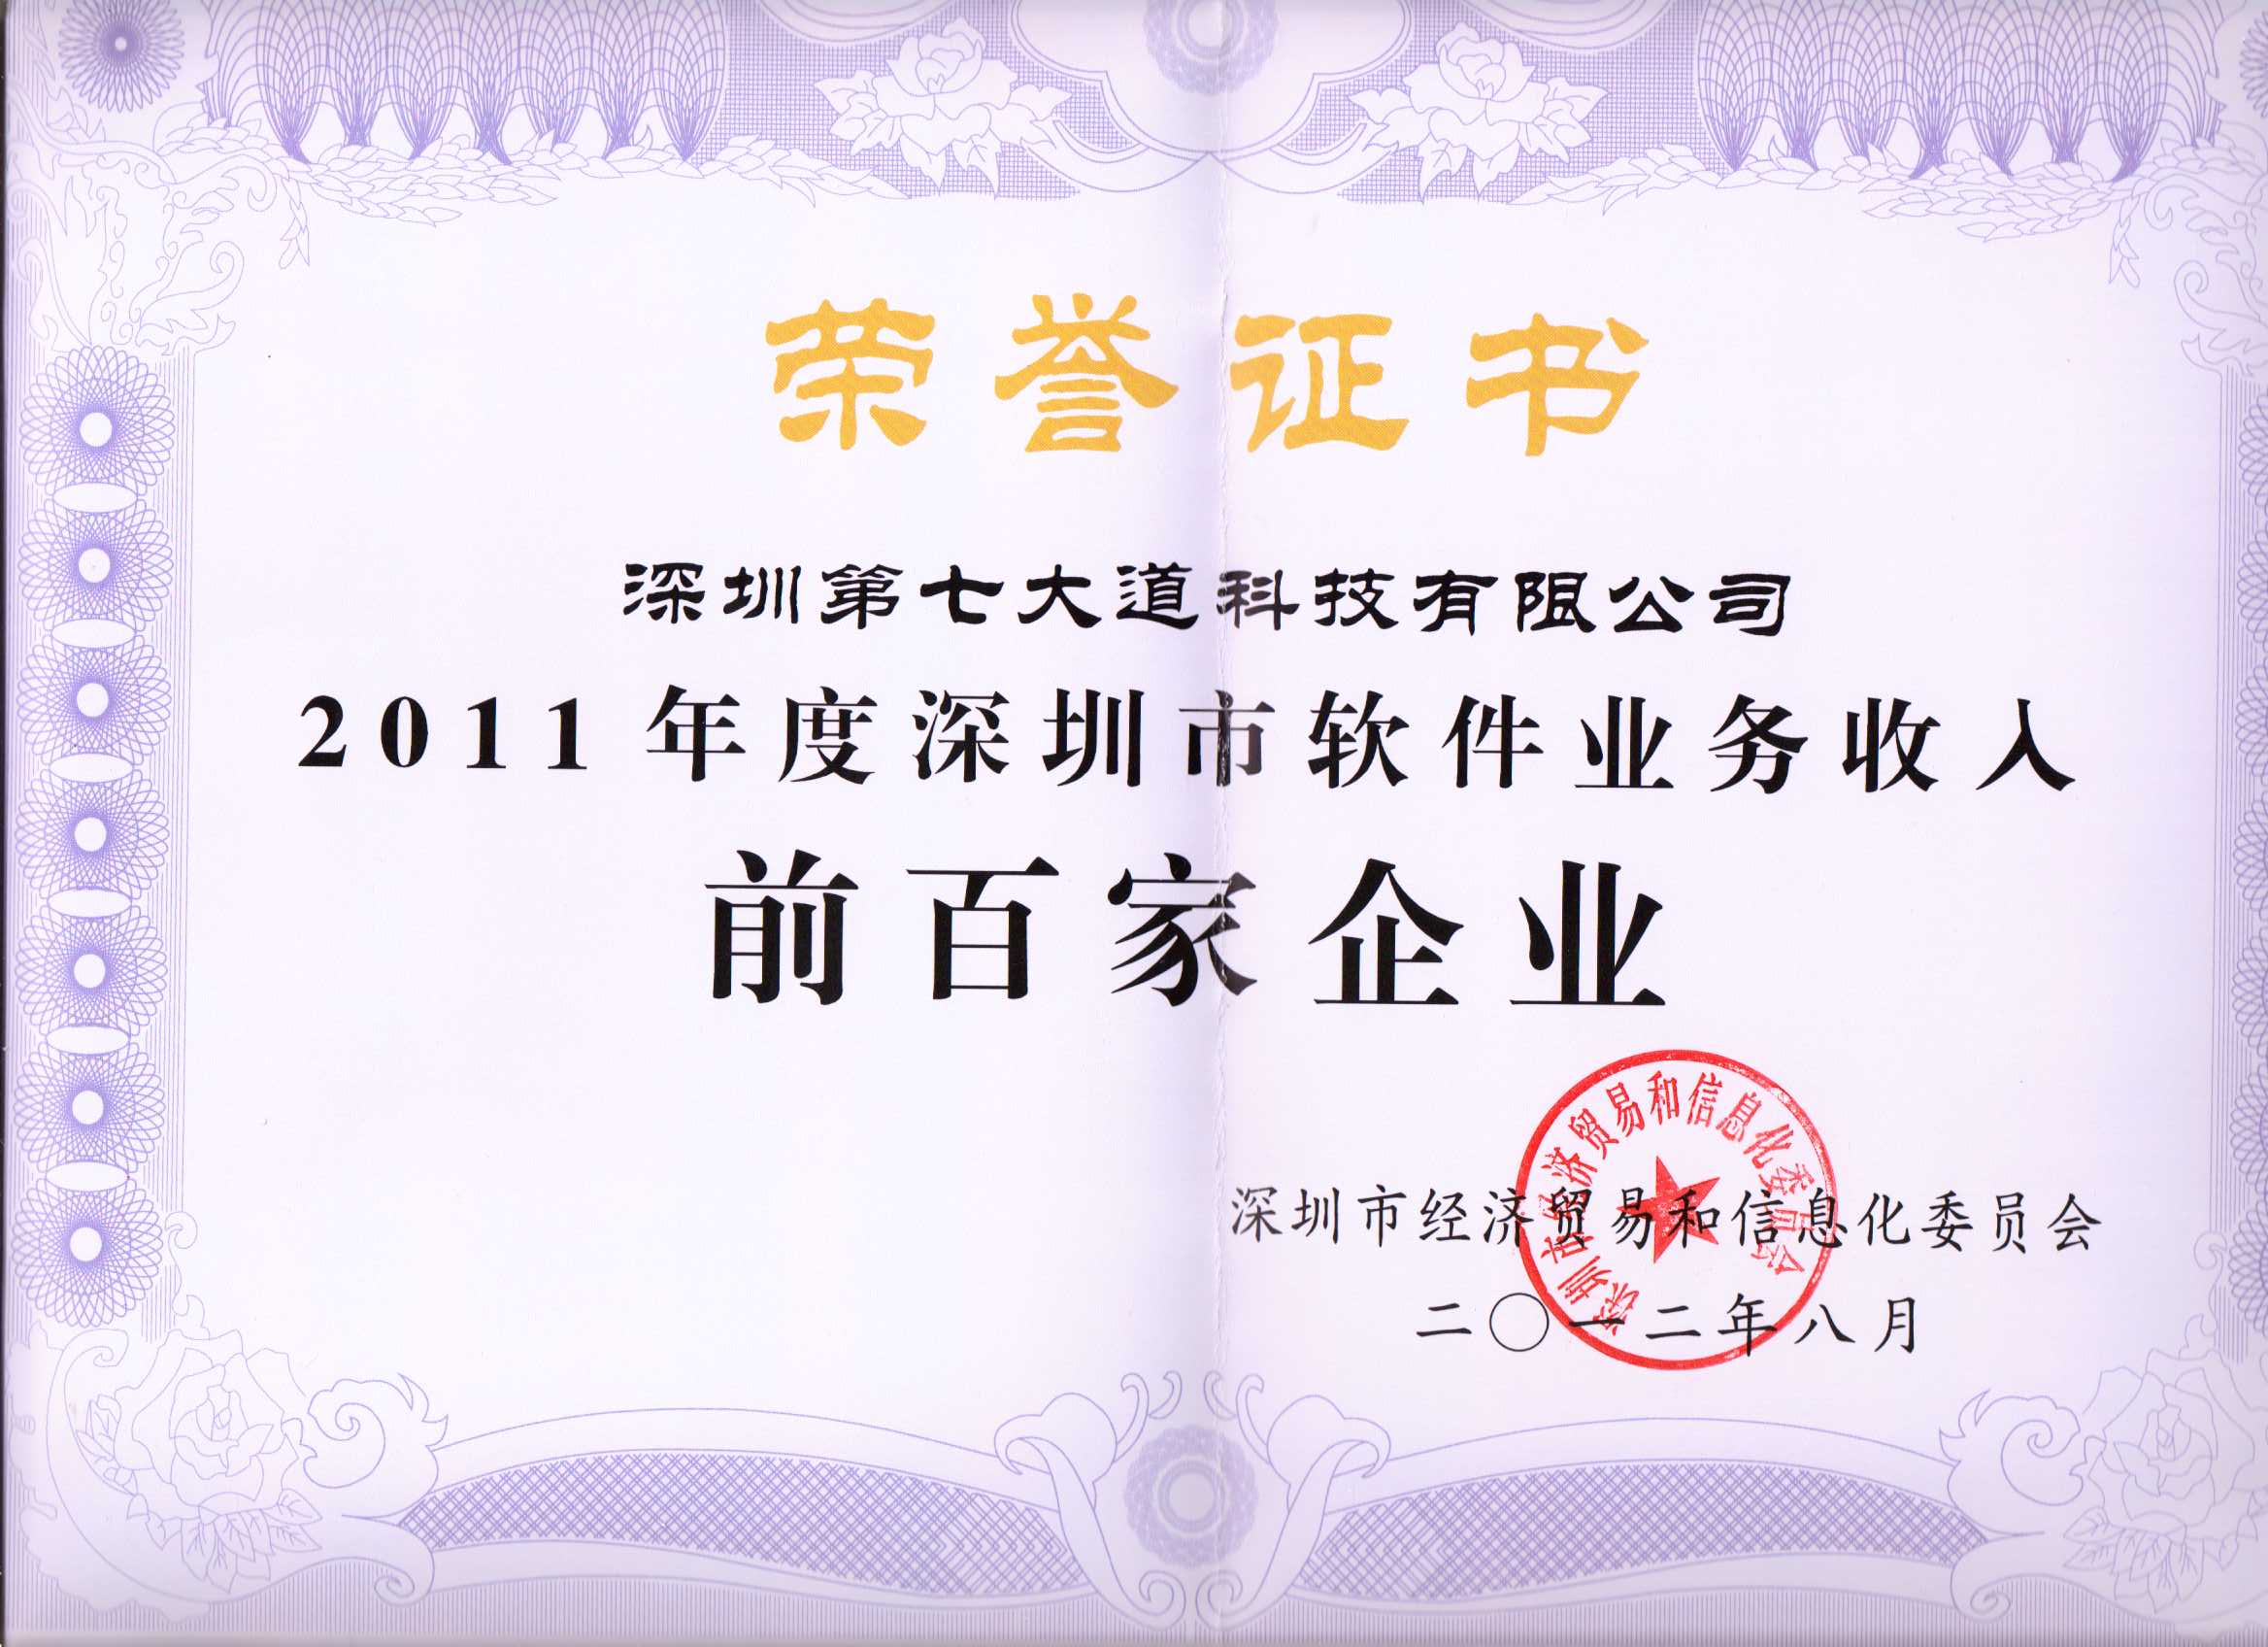 荣誉证书
深圳第七大道科技有限公司
2011年度深圳市软件业务收入
前百家企业
深圳市经济贸易和信息化委员会
深圳市经济贸易和信息化委员会
二〇一二年八月